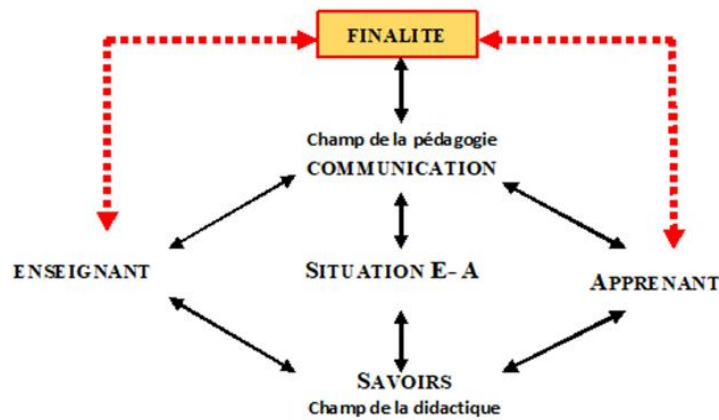 FINALITE
Champ de la pédagogie
COMMUNICATION
ENSEIGNANT
SITUATION E-A
APPRENANT
SAVOIRS
Champ de la didactique